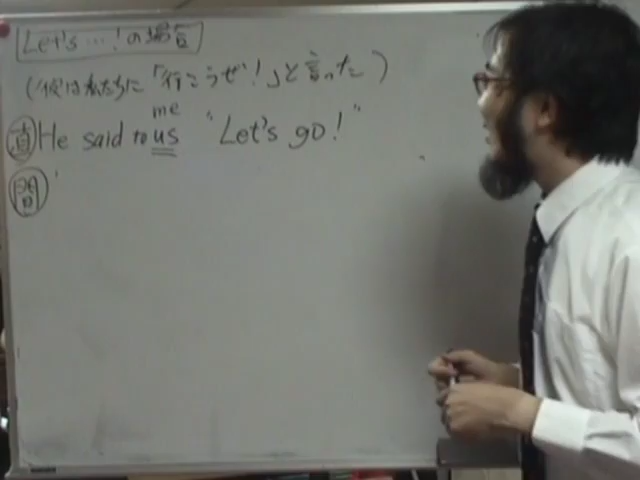 Let's …! の場合
(彼は私たちに「行こうぜ!」と言った)
me
直 He said to us "Let's go!"
間